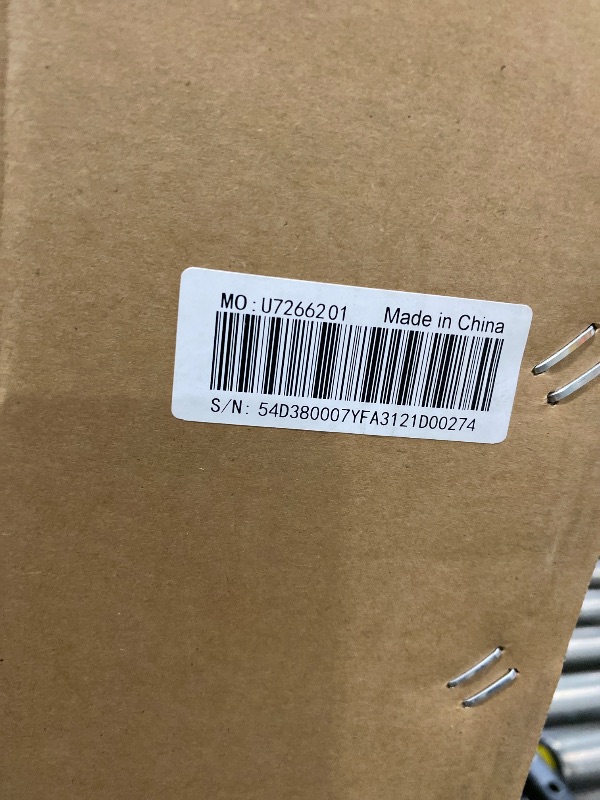 MO:U7266201 Made in China
S/N: 54D380007YFA3121D00274